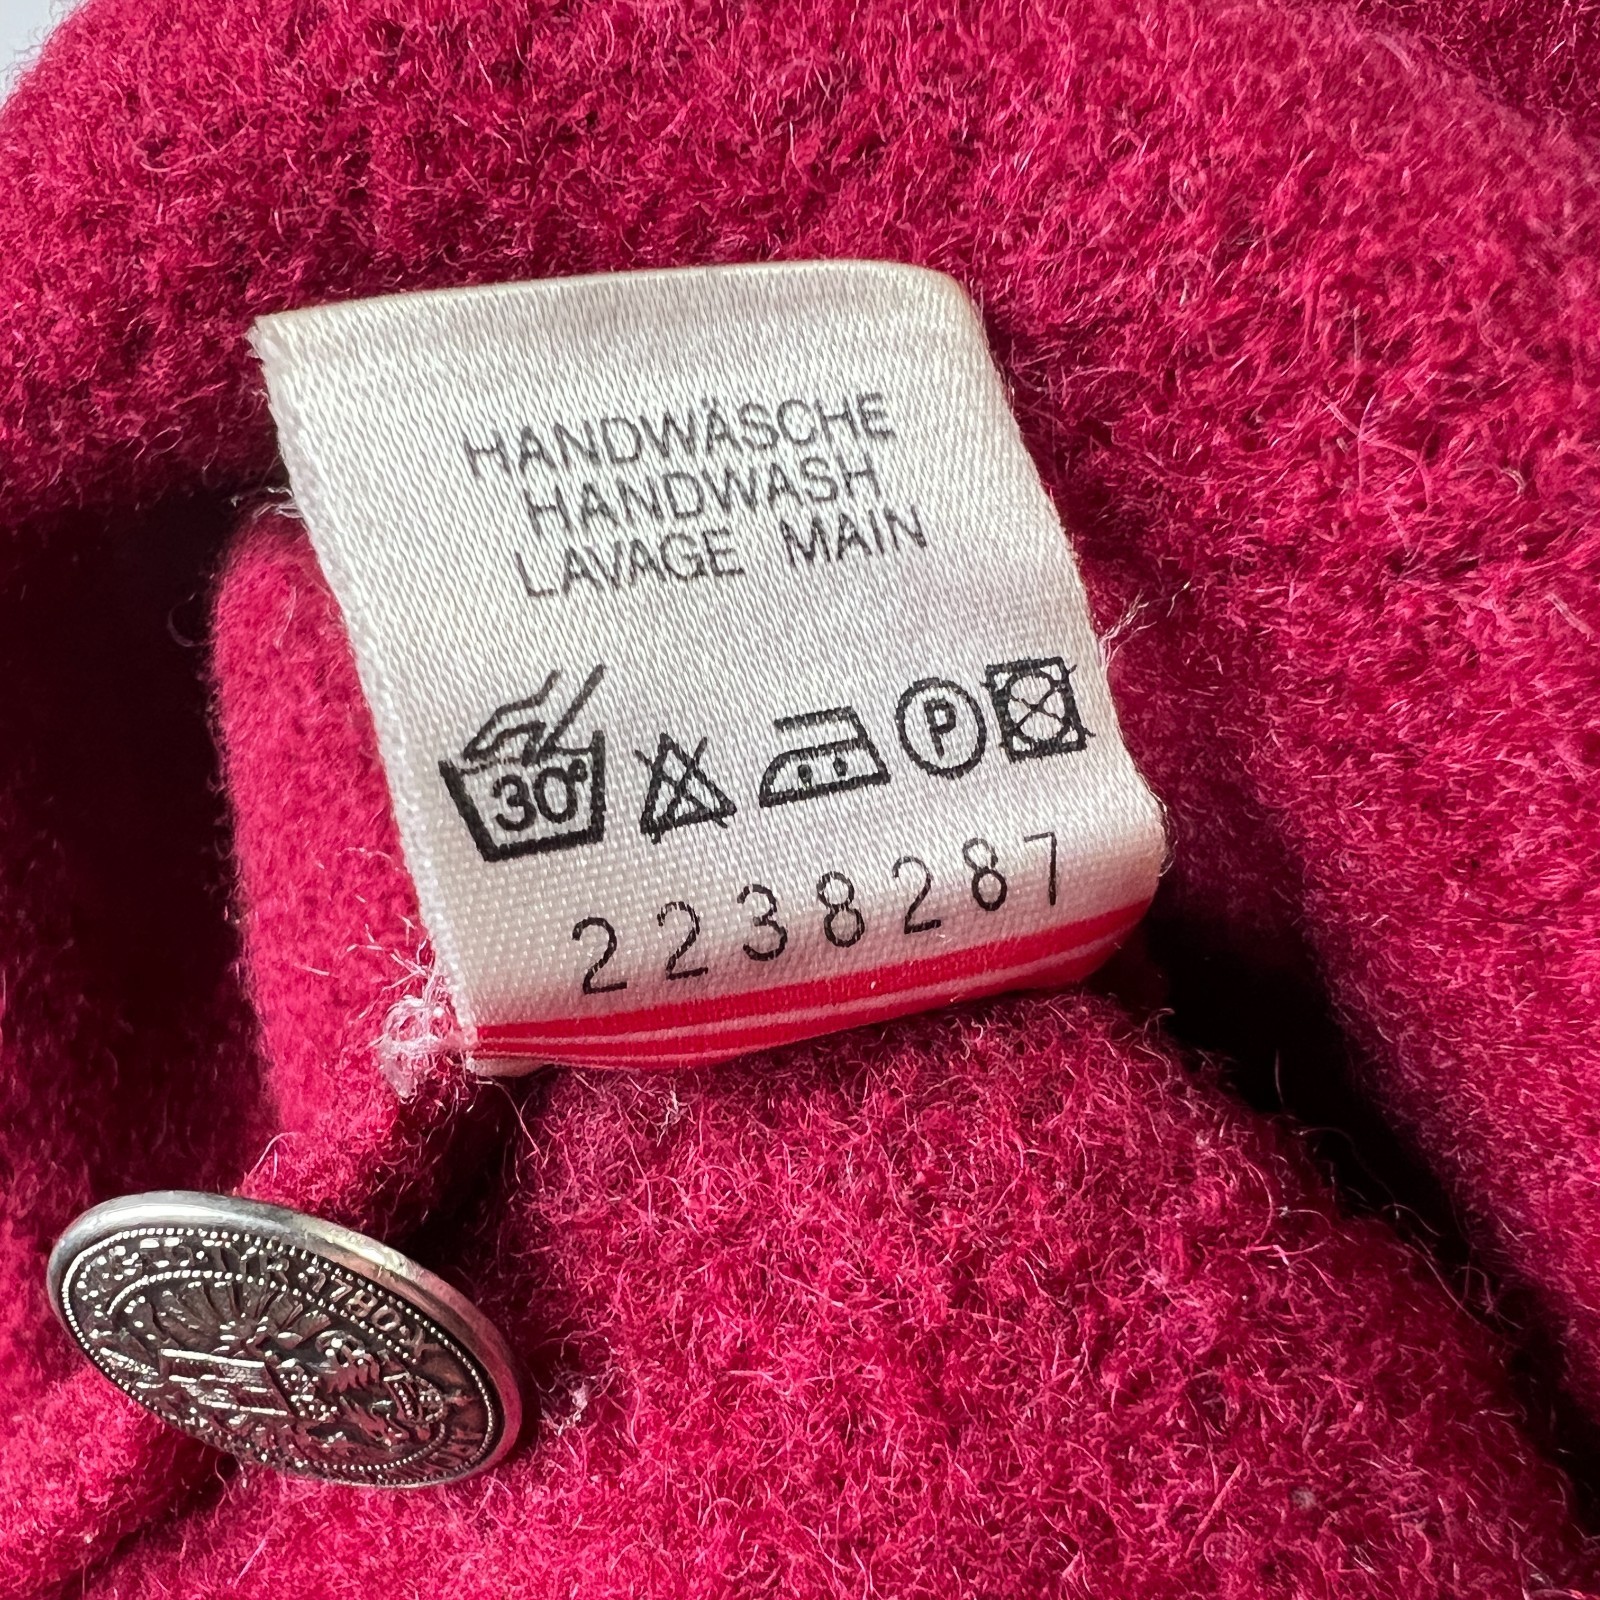 HANDWÄSCHE
HANDWASH
LAVAGE MAIN
30°
P
2238287